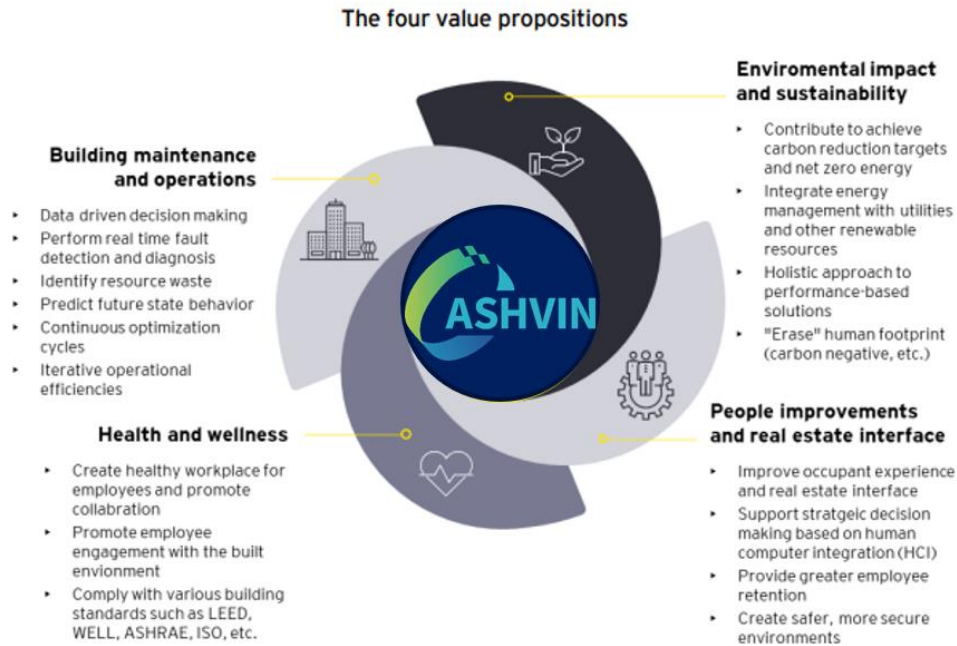 The four value propositions
Building maintenance
and operations
‣ Data driven decision making
‣ Perform real time fault
detection and diagnosis
‣ Identify resource waste
‣ Predict future state behavior
‣ Continuous optimization
cycles
‣ Iterative operational
efficiencies
Health and wellness
‣ Create healthy workplace for
employees and promote
collabration
‣ Promote employee
engagement with the built
envionment
‣ Comply with various building
standards such as LEED,
WELL, ASHRAE, ISO, etc.
ASHVIN
Enviromental impact
and sustainability
‣ Contribute to achieve
carbon reduction targets
and net zero energy
‣ Integrate energy
management with utilities
and other renewable
resources
‣ Holistic approach to
performance-based
solutions
‣ "Erase" human footprint
(carbon negative, etc.)
People improvements
and real estate interface
‣ Improve occupant experience
and real estate interface
‣ Support stratgeic decision
making based on human
computer integration (HCI)
‣ Provide greater employee
retention
‣ Create safer, more secure
environments